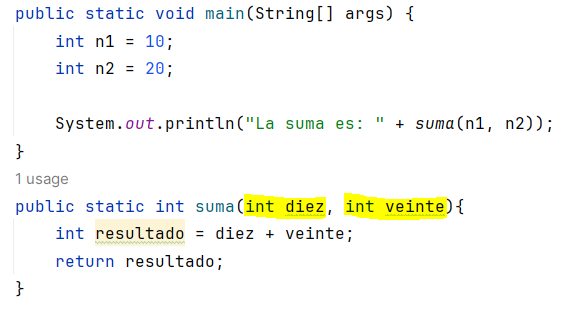 public static void main(String[] args) {
int n1 = 10;
int n2 = 20;
System.out.println("La suma es: " + suma(n1, n2));
}
1 usage
public static int suma(int diez, int veinte){
int resultado = diez + veinte;
return resultado;
}